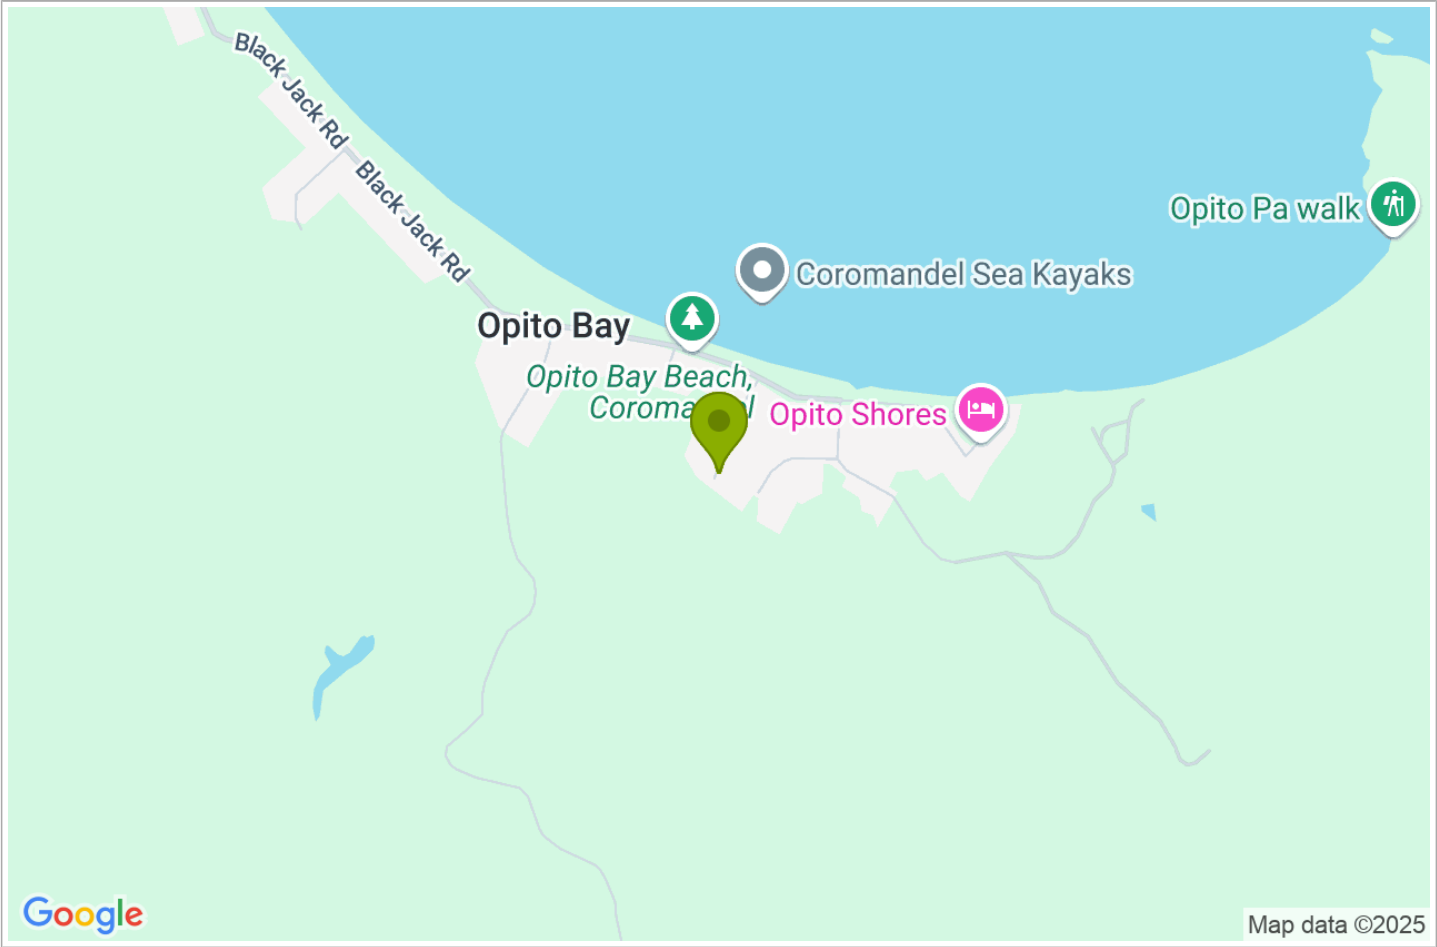 Black Jack Rd
Black Jack Rd
Opito Pa walk
Coromandel Sea Kayaks
Opito Bay
Opito Bay Beach,
Opito Shores
Google
Map data ©2025